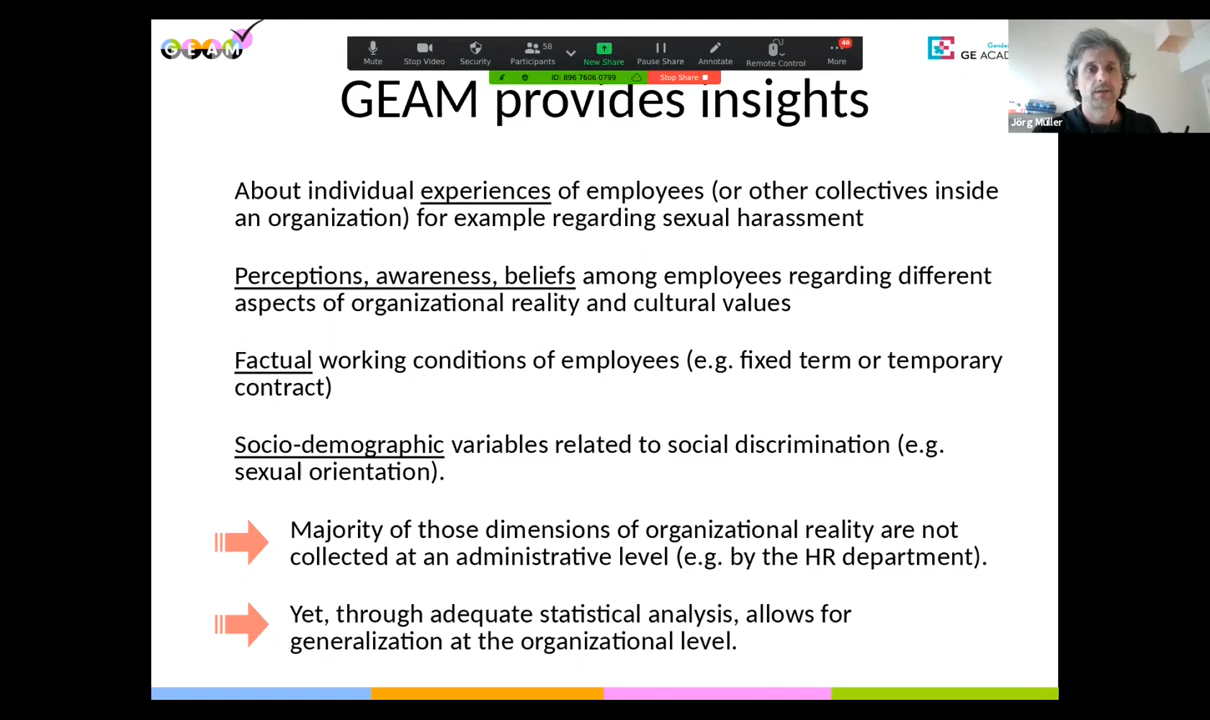 GEAM
Mute
Stop Video
Security
Participants
58
New Share
Pause Share
Annotate
Remote Control
40
More
ID: 896 7606 0799
Stop Share
GE ACAD
Jörg Müller
GEAM provides insights
About individual experiences of employees (or other collectives inside
an organization) for example regarding sexual harassment
Perceptions, awareness, beliefs among employees regarding different
aspects of organizational reality and cultural values
Factual working conditions of employees (e.g. fixed term or temporary
contract)
Socio-demographic variables related to social discrimination (e.g.
sexual orientation).
Majority of those dimensions of organizational reality are not
collected at an administrative level (e.g. by the HR department).
Yet, through adequate statistical analysis, allows for
generalization at the organizational level.